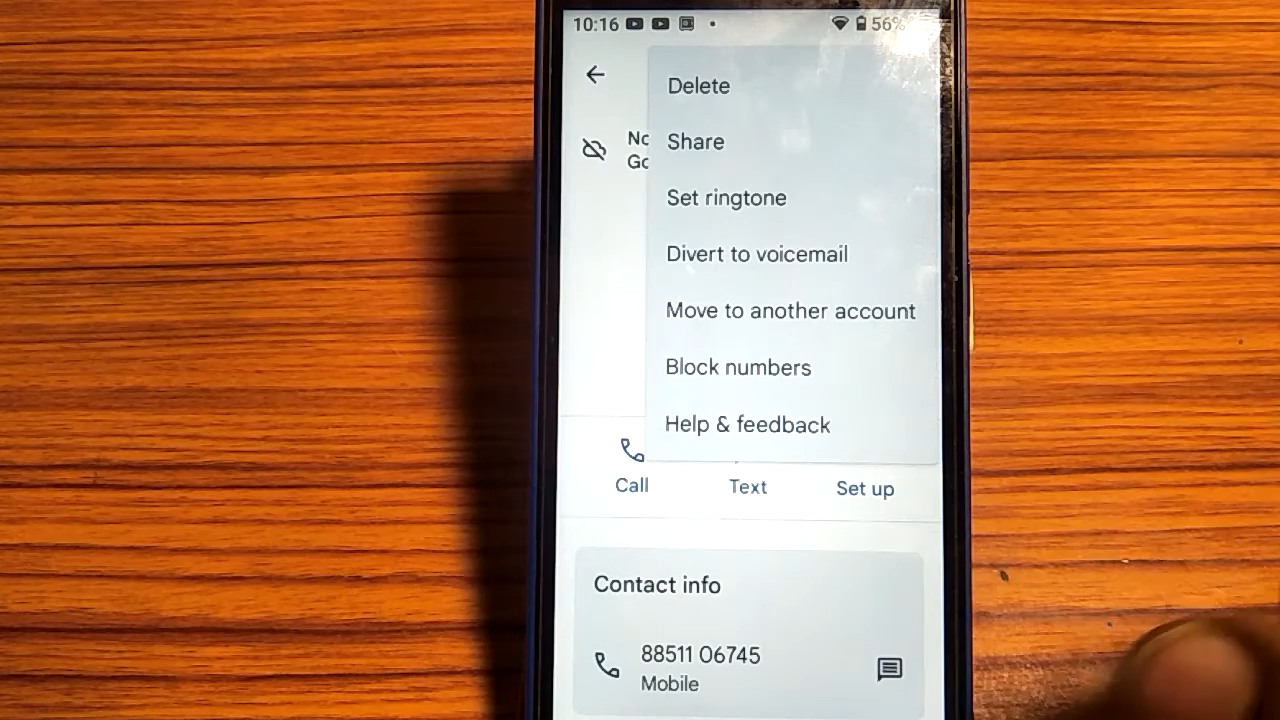 10:16
56%
Delete
Share
Set ringtone
Divert to voicemail
Move to another account
Block numbers
Help & feedback
Call
Text
Set up
Contact info
88511 06745
Mobile